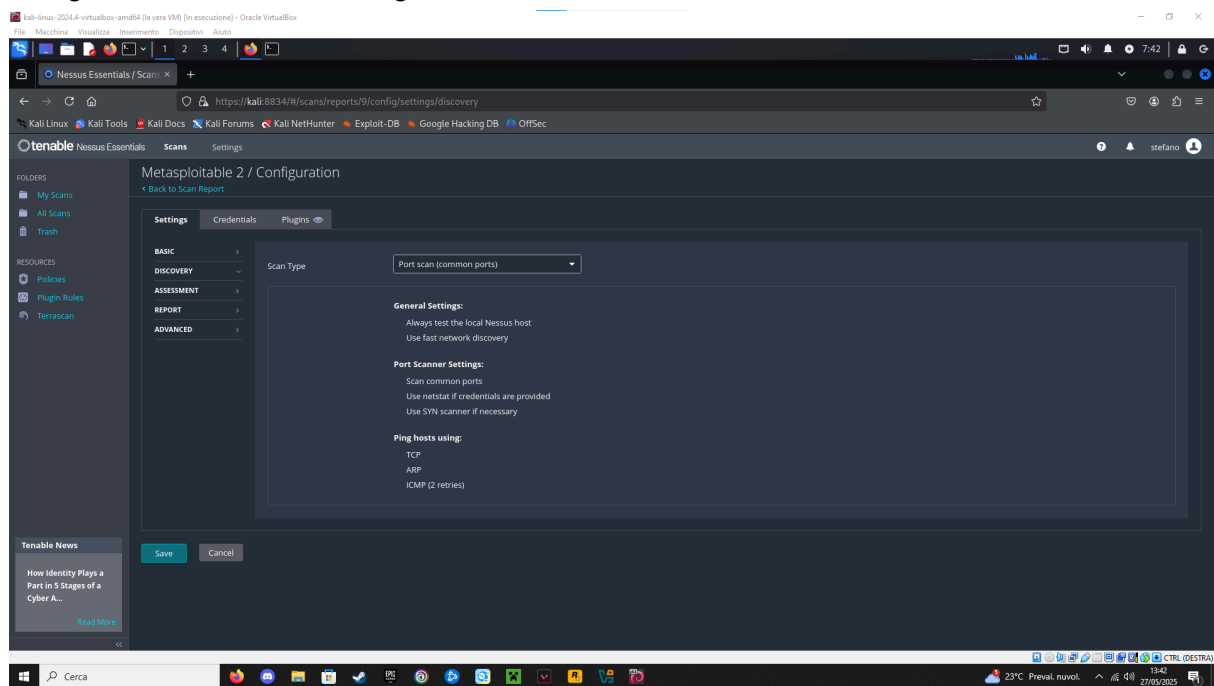 kali-linux-2024.4-virtualbox-amd64 (la vera VM) [In esecuzione] - Oracle VirtualBox
File Macchina Visualizza Inserimento Dispositivi Aiuto
1 2 3 4
7:42
Nessus Essentials / Scans
https://kali:8834/#/scans/reports/9/config/settings/discovery
Kali Linux Kali Tools Kali Docs Kali Forums Kali NetHunter Exploit-DB Google Hacking DB OffSec
tenable Nessus Essentials Scans Settings stefano
FOLDERS
My Scans
All Scans
Trash
RESOURCES
Policies
Plugin Rules
Terrascan
Metasploitable 2 / Configuration
Back to Scan Report
Settings Credentials Plugins
BASIC
DISCOVERY
ASSESSMENT
REPORT
ADVANCED
Scan Type Port scan (common ports)
General Settings:
Always test the local Nessus host
Use fast network discovery
Port Scanner Settings:
Scan common ports
Use netstat if credentials are provided
Use SYN scanner if necessary
Ping hosts using:
TCP
ARP
ICMP (2 retries)
Save Cancel
Tenable News
How Identity Plays a
Part in 5 Stages of a
Cyber A...
Read More
CTRL (DESTRA)
Cerca
23°C Preval. nuvol.
13:42
27/05/2025